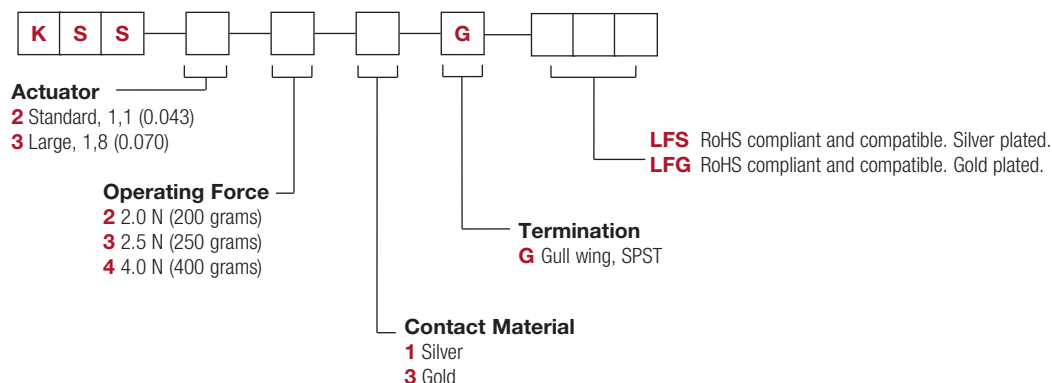 K S S G
Actuator
2 Standard, 1,1 (0.043)
3 Large, 1,8 (0.070)
LFS RoHS compliant and compatible. Silver plated.
LFG RoHS compliant and compatible. Gold plated.
Operating Force
2 2.0 N (200 grams)
3 2.5 N (250 grams)
4 4.0 N (400 grams)
Termination
G Gull wing, SPST
Contact Material
1 Silver
3 Gold